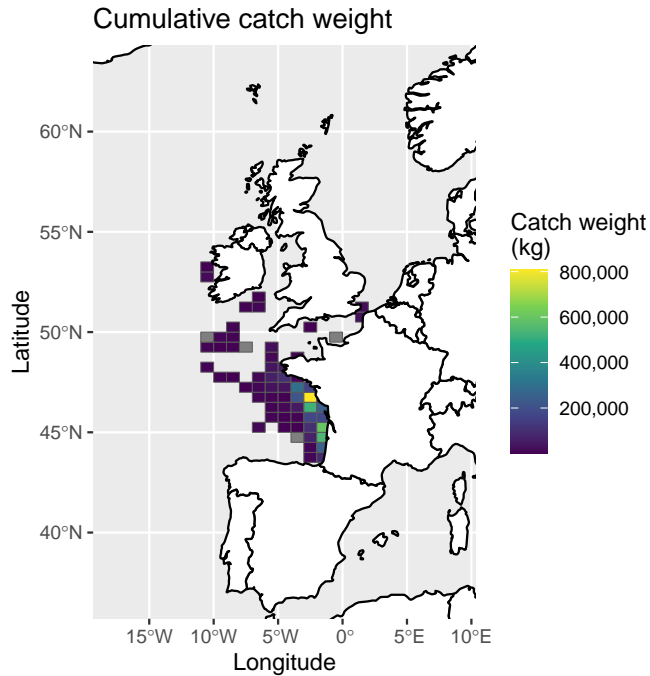 Cumulative catch weight
60°N
55°N
50°N
45°N
40°N
Latitude
15°W
10°W
5°W
0°
5°E
10°E
Longitude
Catch weight
(kg)
800,000
600,000
400,000
200,000